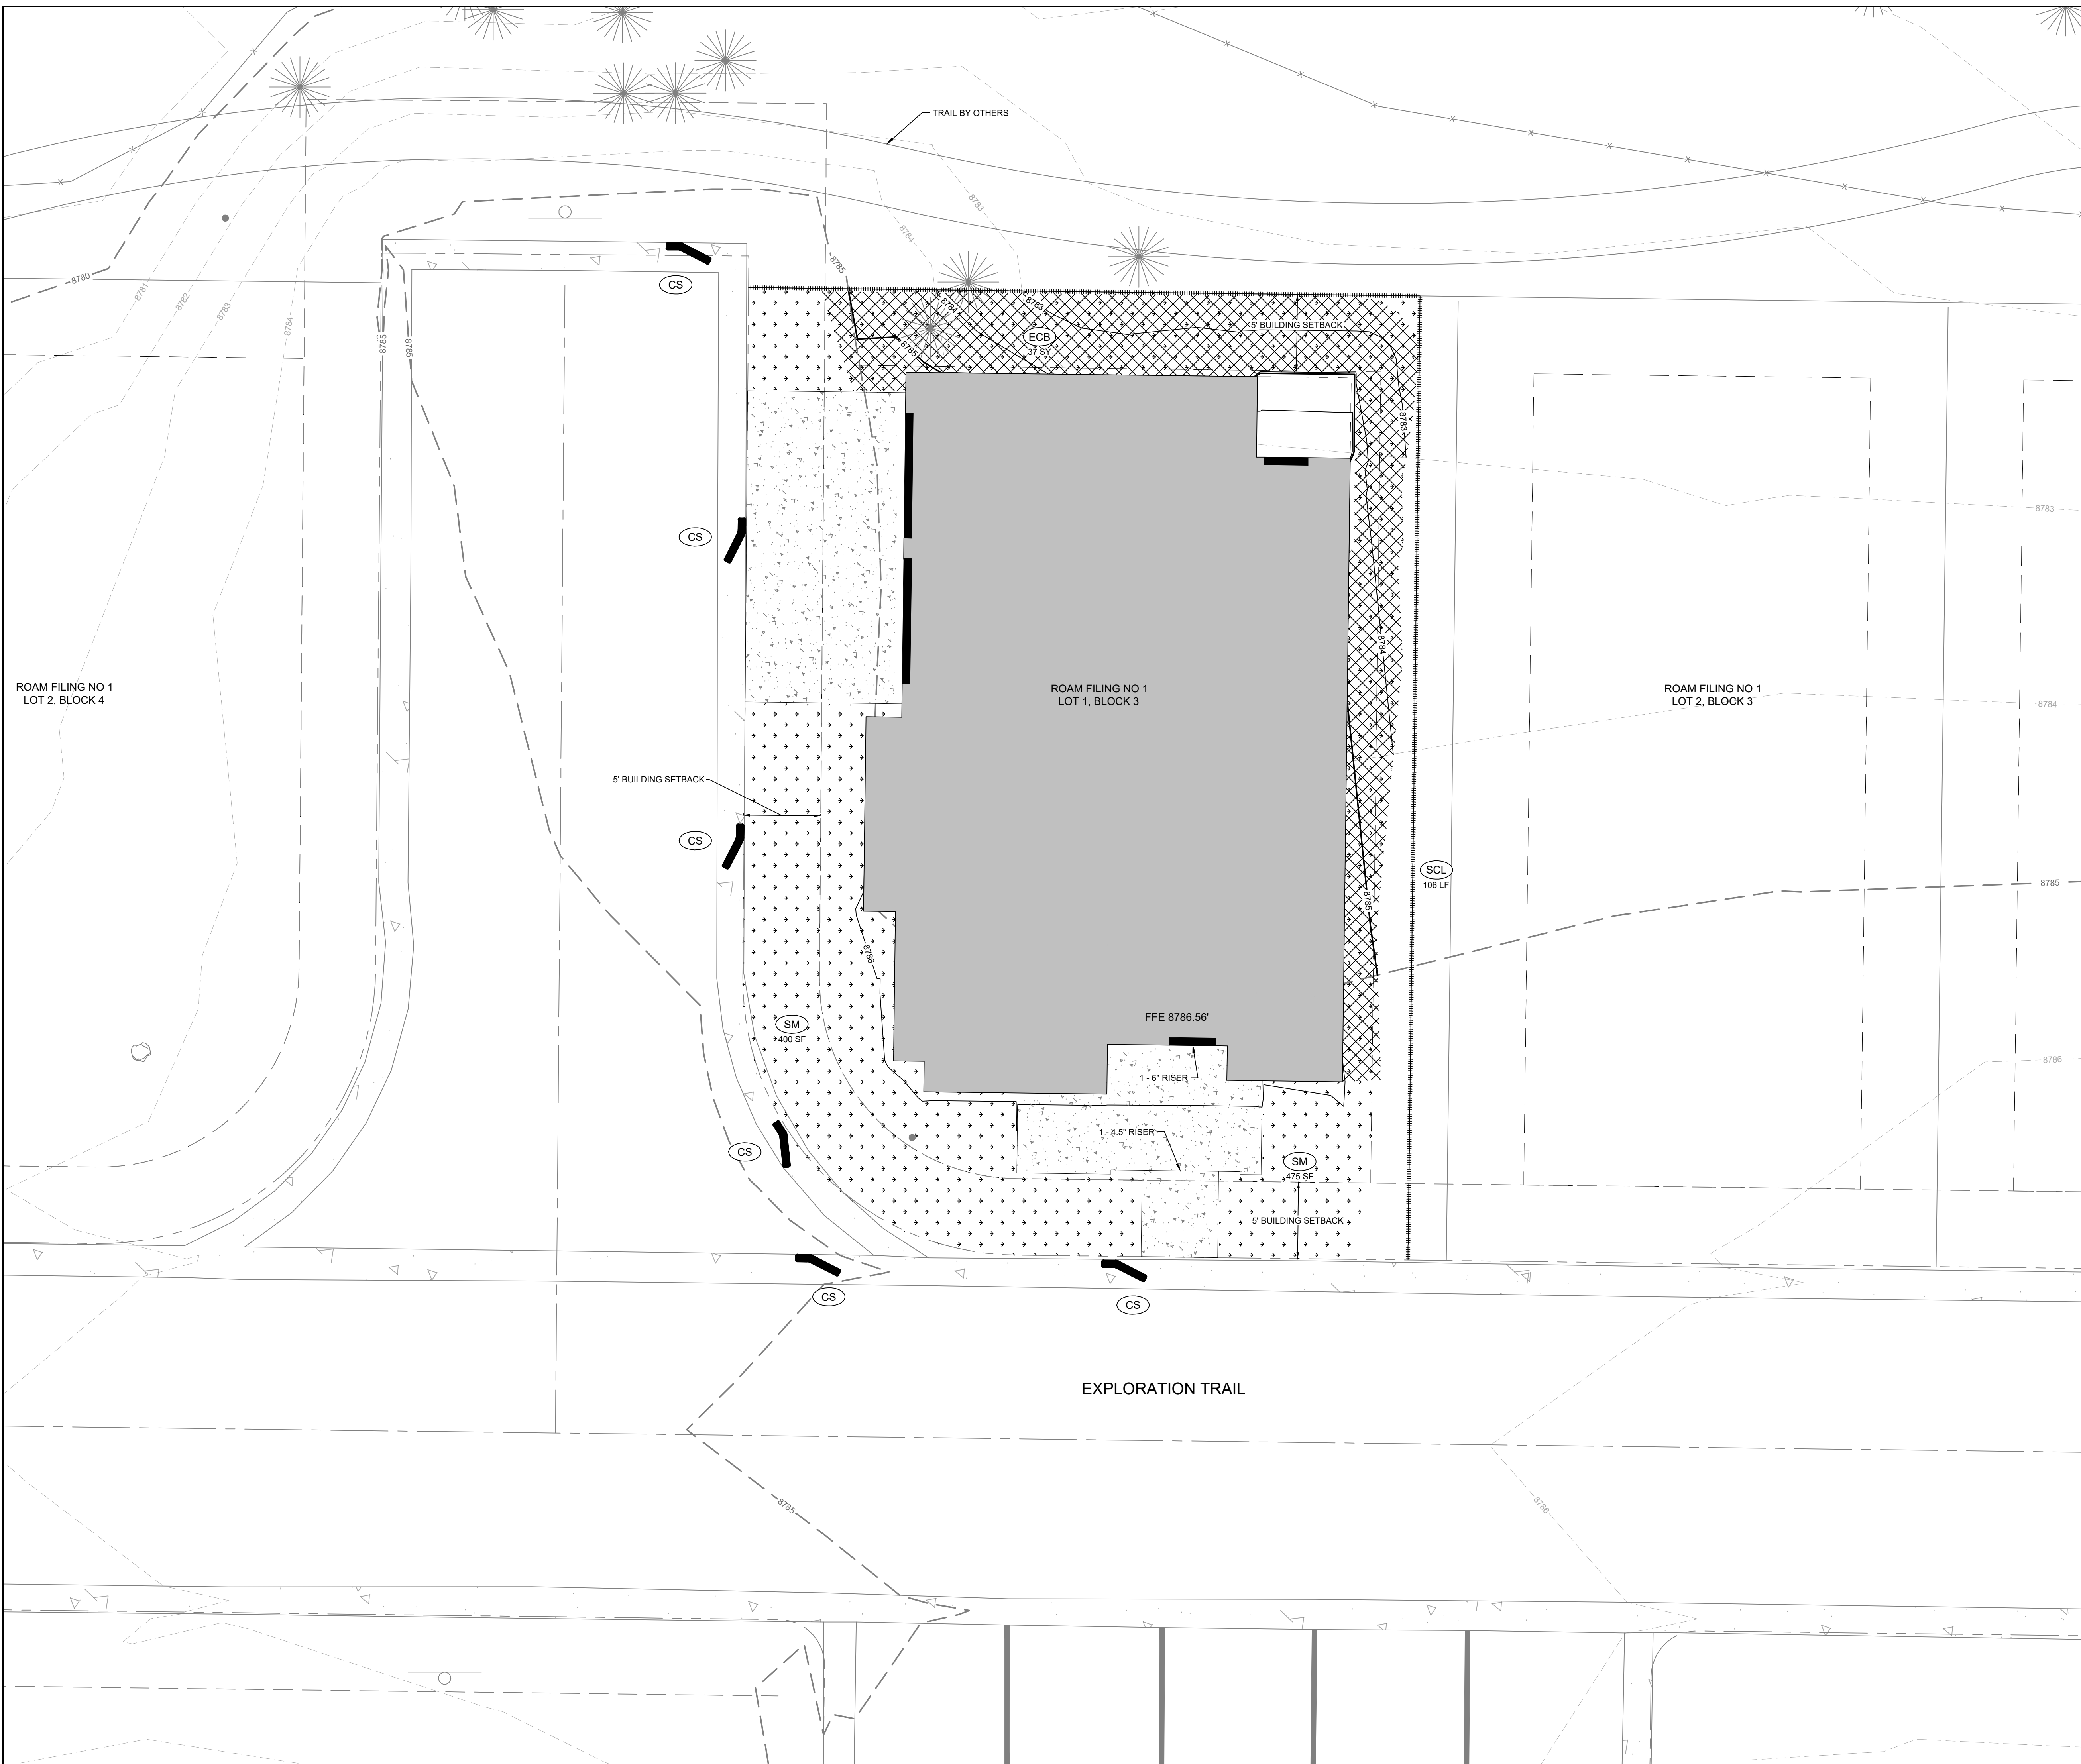 TRAIL BY OTHERS
8783
8784
8785
8780
8781
8782
8783
8784
8785
8785
CS
8784
8783
8785
ECB
37 SY
5' BUILDING SETBACK
8783
8783
CS
8784
ROAM FILING NO 1
LOT 2, BLOCK 4
ROAM FILING NO 1
LOT 1, BLOCK 3
ROAM FILING NO 1
LOT 2, BLOCK 3
8784
5' BUILDING SETBACK
CS
SCL
106 LF
8785
8785
8786
FFE 8786.56'
SM
400 SF
8786
1 - 6" RISER
1 - 4.5" RISER
CS
SM
475 SF
5' BUILDING SETBACK
CS
CS
EXPLORATION TRAIL
8785
8786